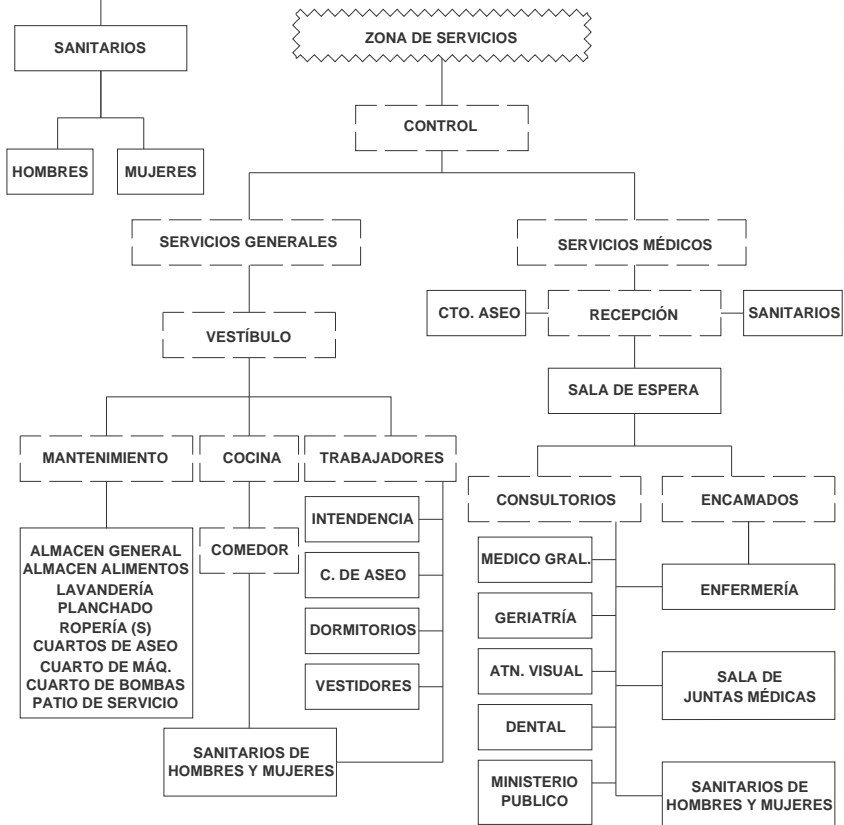 SANITARIOS
ZONA DE SERVICIOS
CONTROL
HOMBRES
MUJERES
SERVICIOS GENERALES
SERVICIOS MÉDICOS
CTO. ASEO
RECEPCIÓN
SANITARIOS
VESTÍBULO
SALA DE ESPERA
MANTENIMIENTO
COCINA
TRABAJADORES
CONSULTORIOS
ENCAMADOS
ALMACEN GENERAL
ALMACEN ALIMENTOS
LAVANDERÍA
PLANCHADO
ROPERÍA (S)
CUARTOS DE ASEO
CUARTO DE MÁQ.
CUARTO DE BOMBAS
PATIO DE SERVICIO
COMEDOR
INTENDENCIA
C. DE ASEO
DORMITORIOS
VESTIDORES
SANITARIOS DE
HOMBRES Y MUJERES
MEDICO GRAL.
GERIATRÍA
ATN. VISUAL
DENTAL
MINISTERIO
PUBLICO
ENFERMERÍA
SALA DE
JUNTAS MÉDICAS
SANITARIOS DE
HOMBRES Y MUJERES